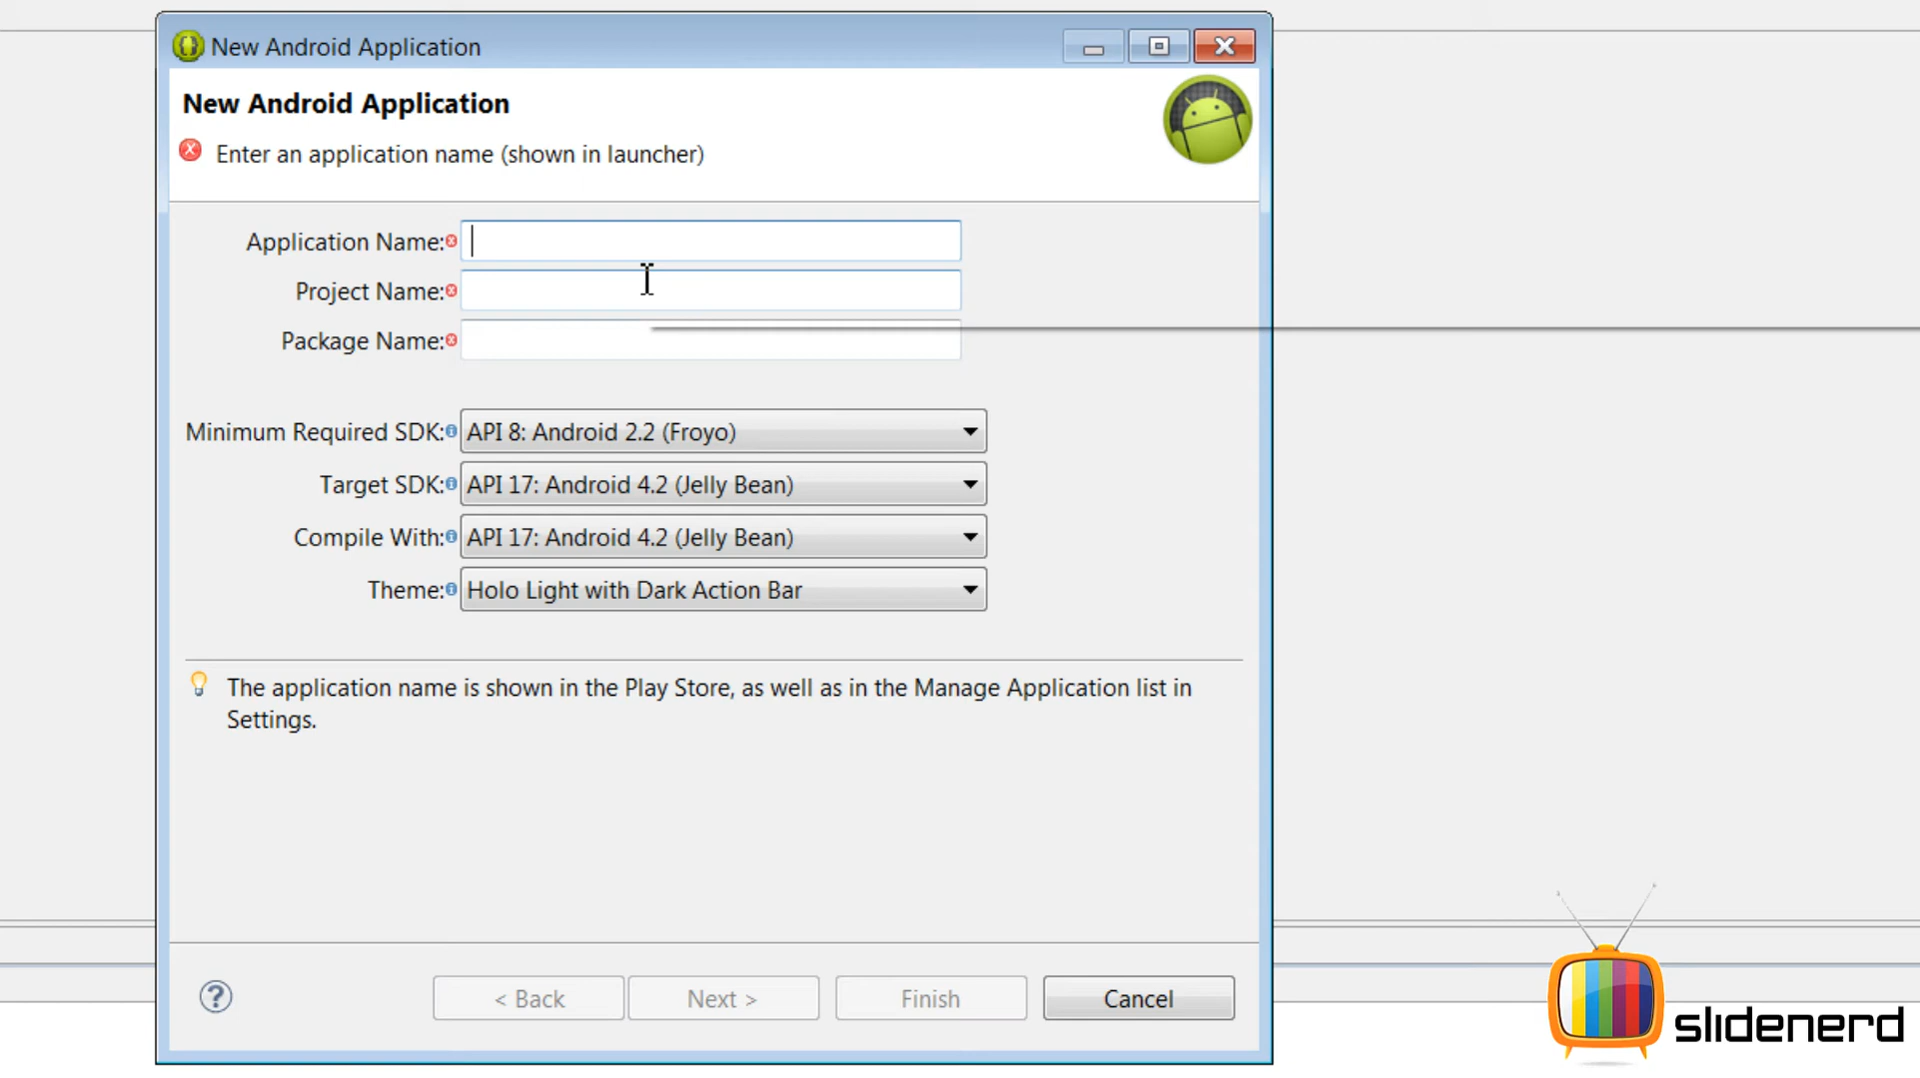 New Android Application
New Android Application
Enter an application name (shown in launcher)
Application Name:
Project Name:
Package Name:
Minimum Required SDK: API 8: Android 2.2 (Froyo)
Target SDK: API 17: Android 4.2 (Jelly Bean)
Compile With: API 17: Android 4.2 (Jelly Bean)
Theme: Holo Light with Dark Action Bar
The application name is shown in the Play Store, as well as in the Manage Application list in
Settings.
? < Back Next > Finish Cancel
slidenerd